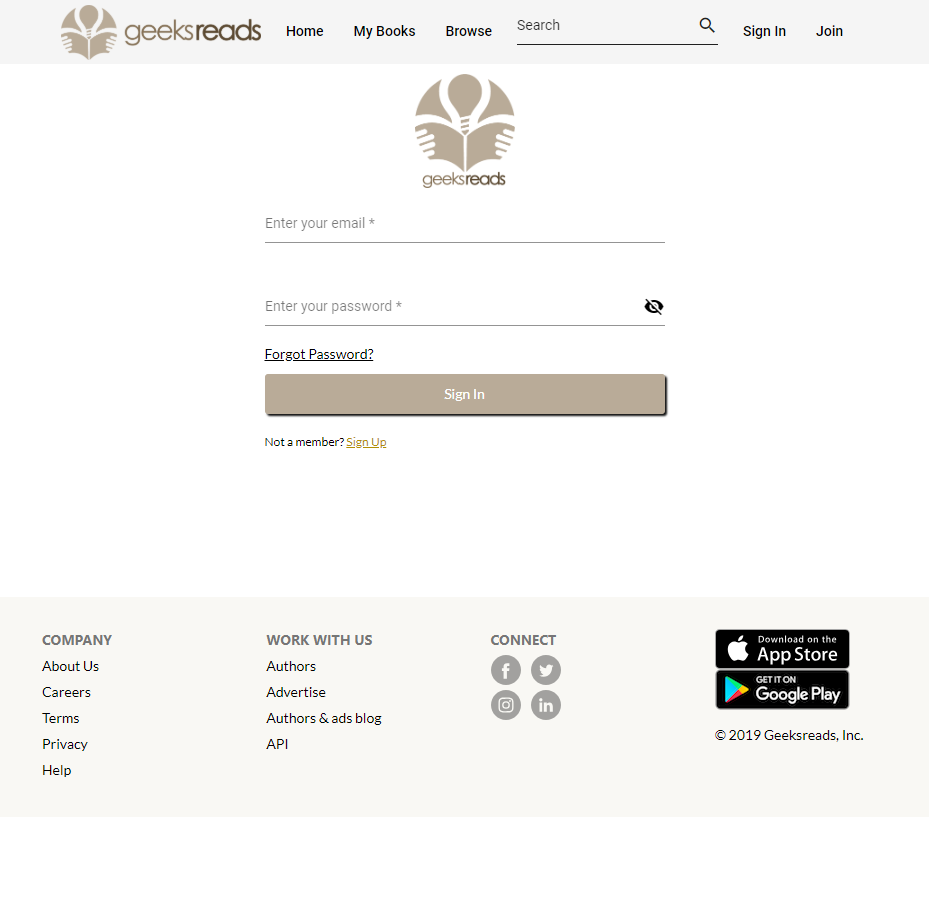 geeksreads Home My Books Browse Search Sign In Join
geeksreads
Enter your email *
Enter your password *
Forgot Password?
Sign In
Not a member? Sign Up
COMPANY
About Us
Careers
Terms
Privacy
Help
WORK WITH US
Authors
Advertise
Authors & ads blog
API
CONNECT
f
in
Download on the
App Store
GET IT ON
Google Play
© 2019 Geeksreads, Inc.